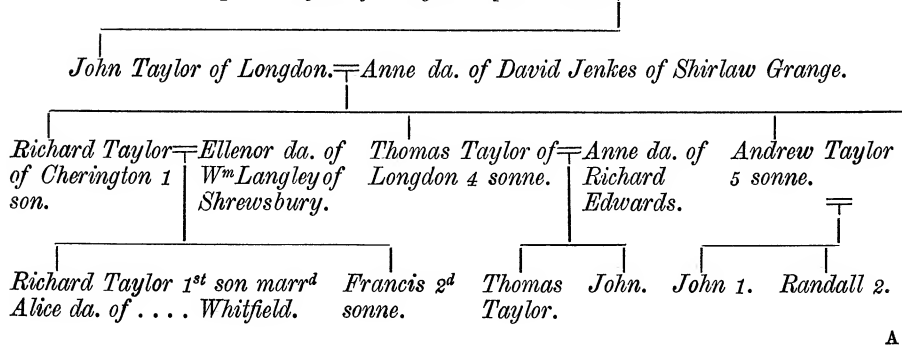 John Taylor of Longdon.=Anne da. of David Jenkes of Shirlaw Grange.
Richard Taylor=Ellenor da. of
of Cherington 1
son.
Wm Langley of
Shrewsbury.
Thomas Taylor of=Anne da. of
Longdon 4 sonne.
Richard
Edwards.
Andrew Taylor
5 sonne.
Richard Taylor 1st son marrd
Alice da. of .... Whitfield.
Francis 2d
sonne.
Thomas
Taylor.
John.
John 1.
Randall 2.
A